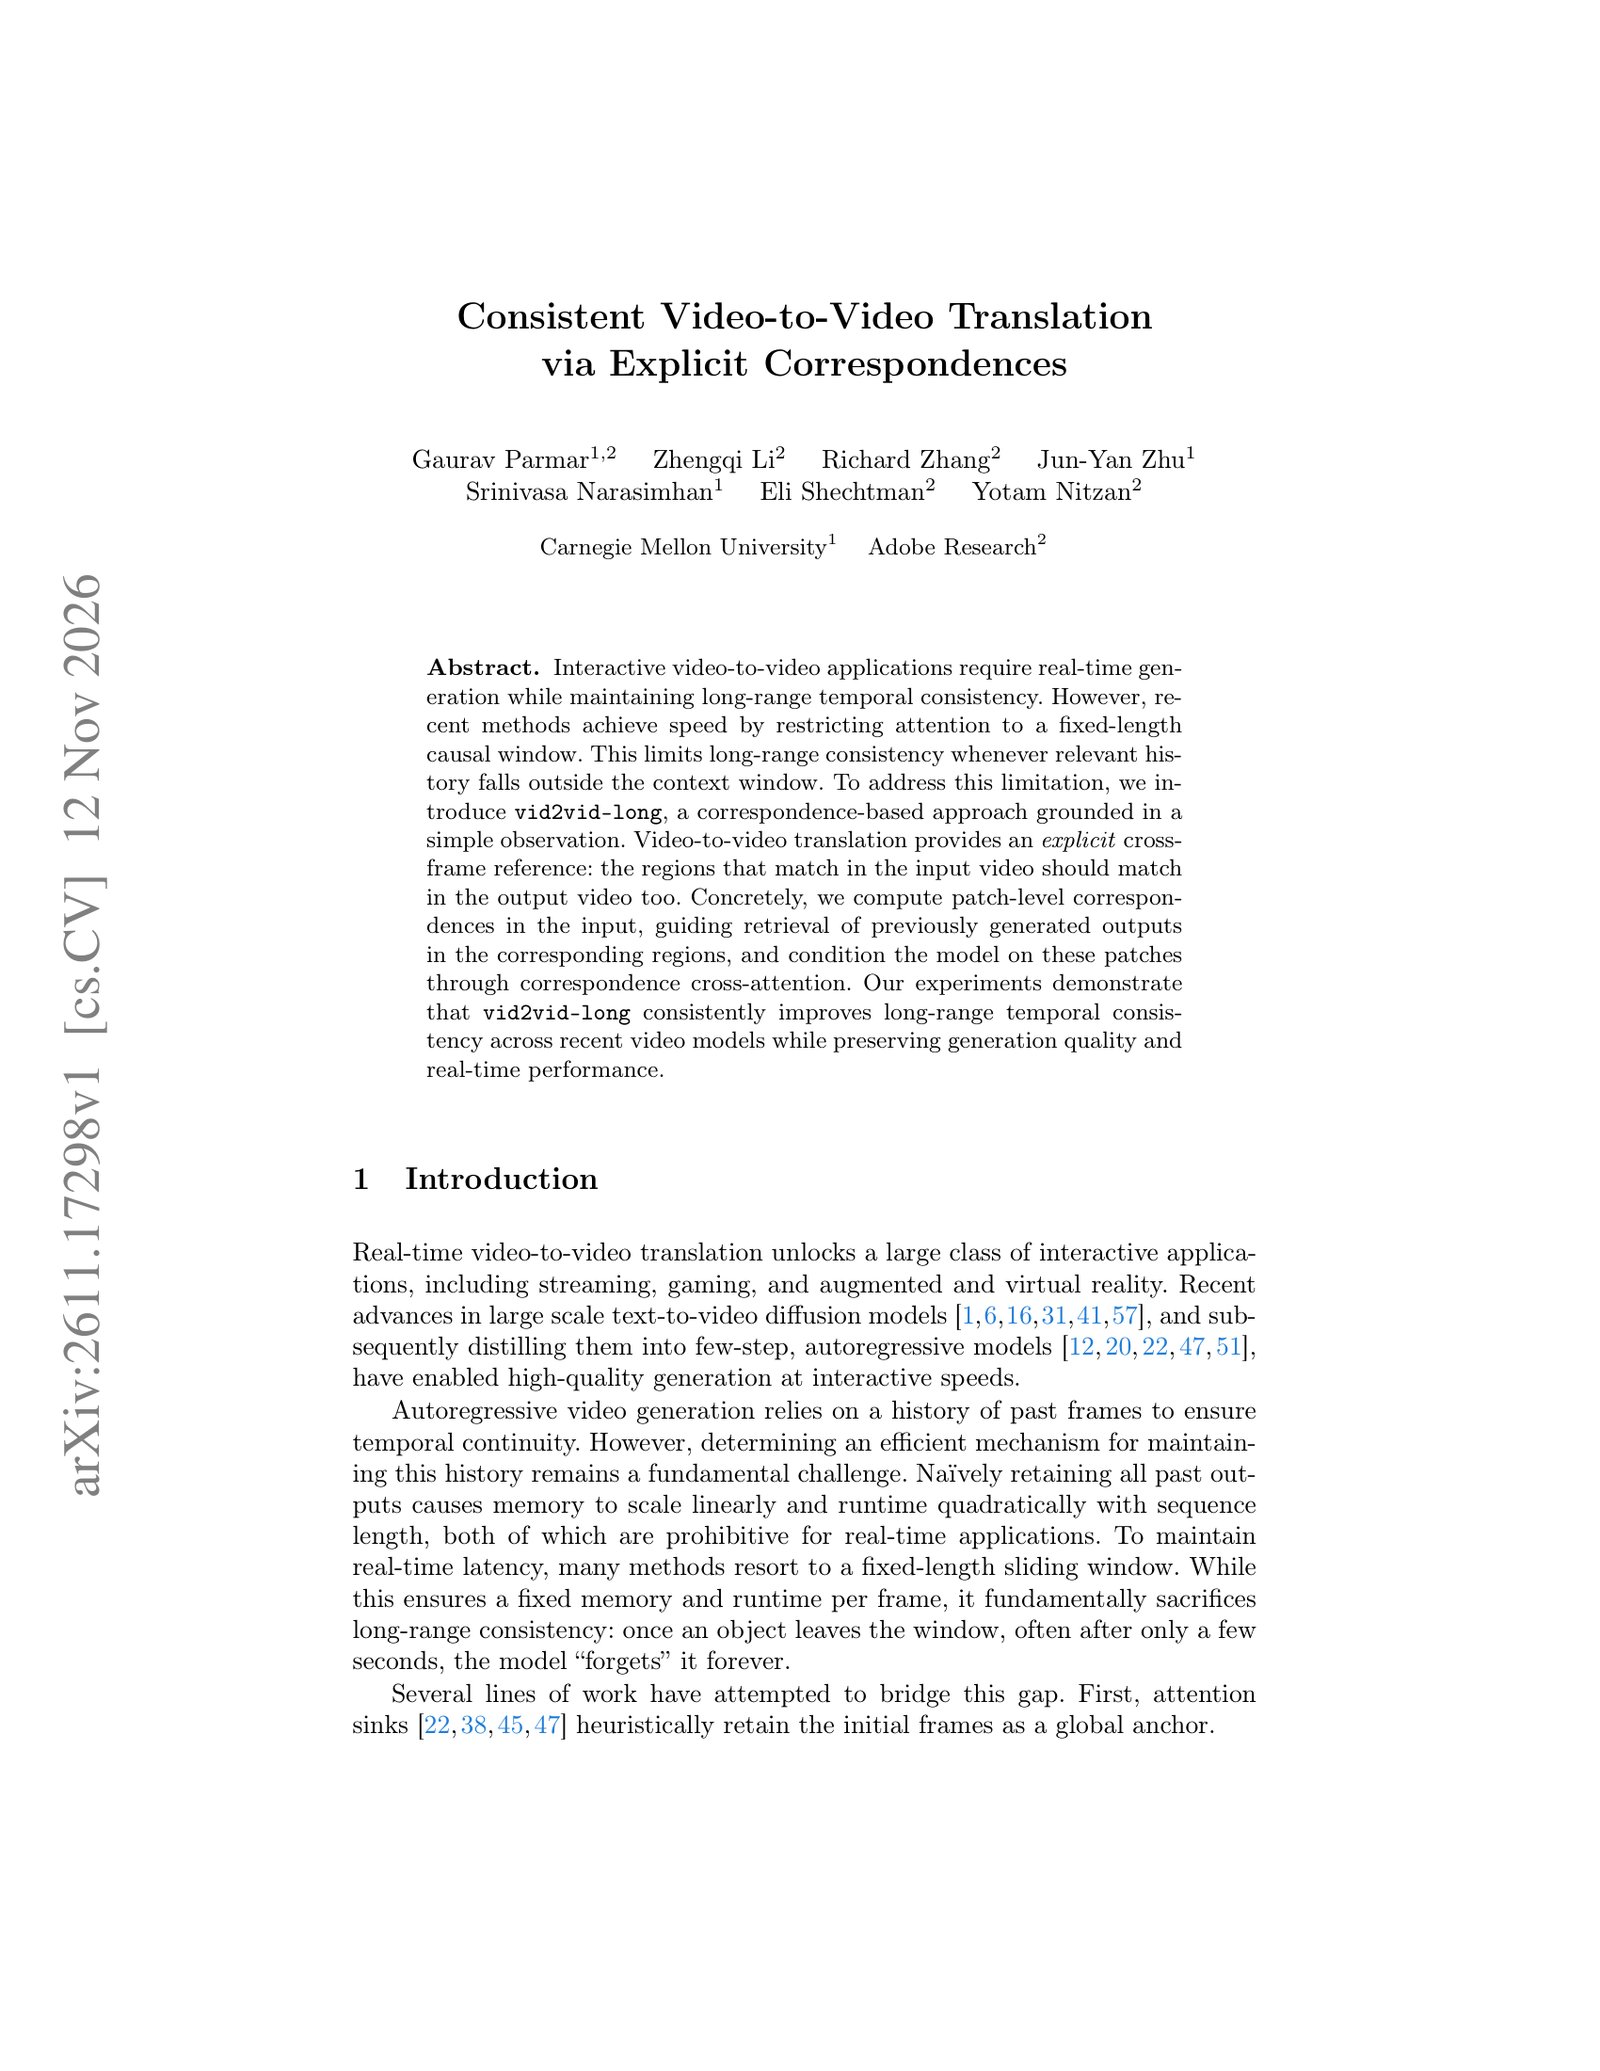 Consistent Video-to-Video Translation
via Explicit Correspondences
Gaurav Parmar1,2 Zhengqi Li2 Richard Zhang2 Jun-Yan Zhu1
Srinivasa Narasimhan1 Eli Shechtman2 Yotam Nitzan2
Carnegie Mellon University1 Adobe Research2
arXiv:2611.17298v1 [cs.CV] 12 Nov 2026
Abstract. Interactive video-to-video applications require real-time gen-
eration while maintaining long-range temporal consistency. However, re-
cent methods achieve speed by restricting attention to a fixed-length
causal window. This limits long-range consistency whenever relevant his-
tory falls outside the context window. To address this limitation, we in-
troduce vid2vid-long, a correspondence-based approach grounded in a
simple observation. Video-to-video translation provides an explicit cross-
frame reference: the regions that match in the input video should match
in the output video too. Concretely, we compute patch-level correspon-
dences in the input, guiding retrieval of previously generated outputs
in the corresponding regions, and condition the model on these patches
through correspondence cross-attention. Our experiments demonstrate
that vid2vid-long consistently improves long-range temporal consis-
tency across recent video models while preserving generation quality and
real-time performance.
1 Introduction
Real-time video-to-video translation unlocks a large class of interactive applica-
tions, including streaming, gaming, and augmented and virtual reality. Recent
advances in large scale text-to-video diffusion models [1,6,16,31,41,57], and sub-
sequently distilling them into few-step, autoregressive models [12,20,22,47,51],
have enabled high-quality generation at interactive speeds.
Autoregressive video generation relies on a history of past frames to ensure
temporal continuity. However, determining an efficient mechanism for maintain-
ing this history remains a fundamental challenge. Naïvely retaining all past out-
puts causes memory to scale linearly and runtime quadratically with sequence
length, both of which are prohibitive for real-time applications. To maintain
real-time latency, many methods resort to a fixed-length sliding window. While
this ensures a fixed memory and runtime per frame, it fundamentally sacrifices
long-range consistency: once an object leaves the window, often after only a few
seconds, the model “forgets” it forever.
Several lines of work have attempted to bridge this gap. First, attention
sinks [22,38,45,47] heuristically retain the initial frames as a global anchor.